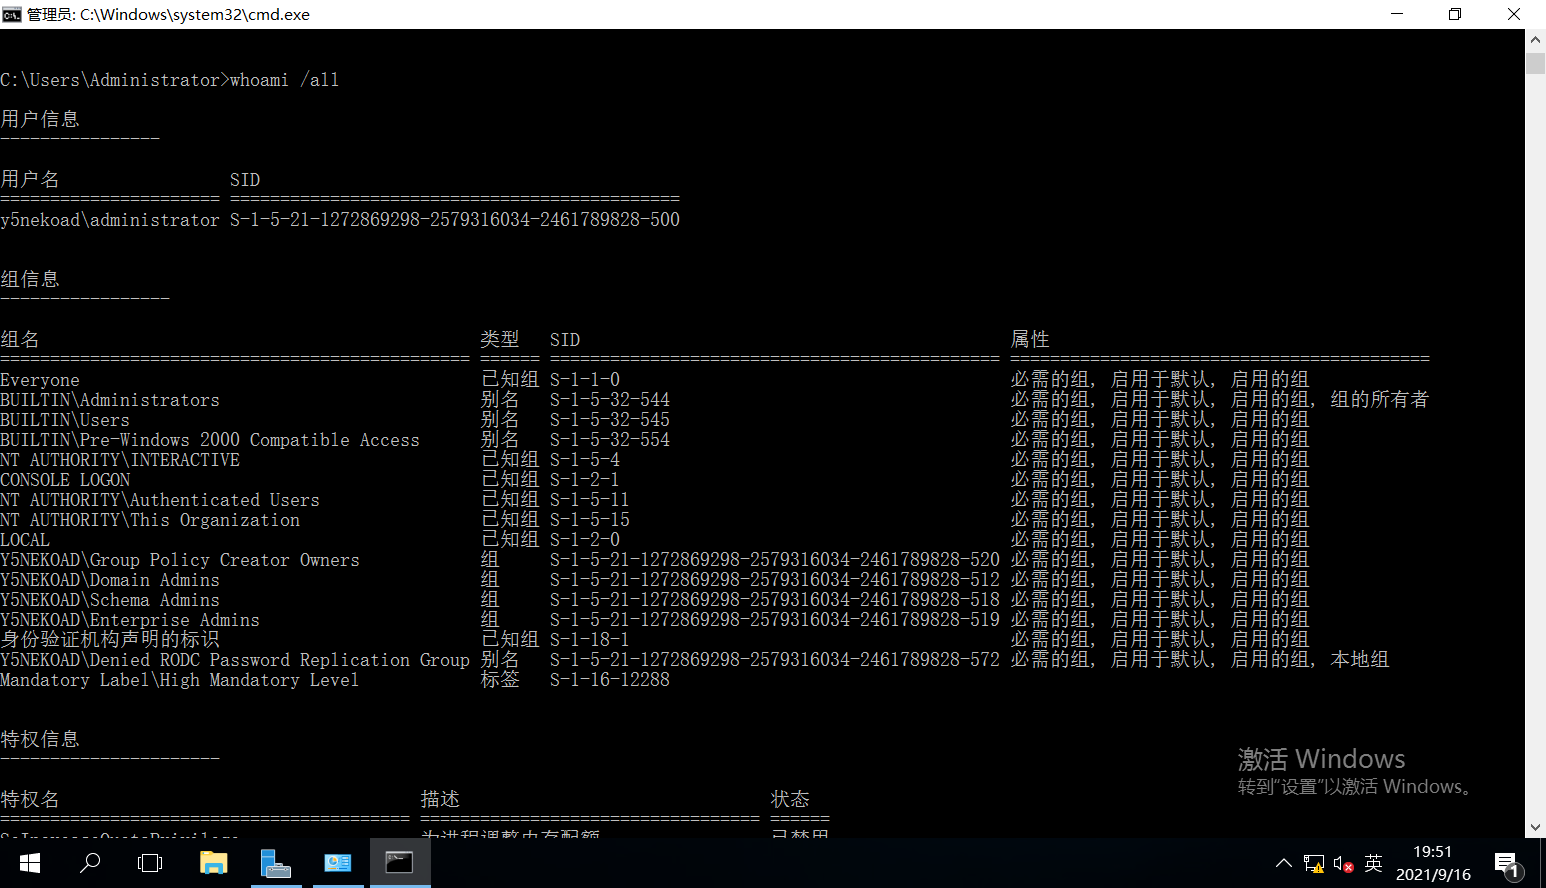 管理员: C:\Windows\system32\cmd.exe
C:\Users\Administrator>whoami /all
用户信息
----------------
用户名 SID
====================== =============================================
y5nekoad\administrator S-1-5-21-1272869298-2579316034-2461789828-500
组信息
-----------------
组名 类型 SID 属性
=============================================== ====== ============================================= ==========================================
Everyone 已知组 S-1-1-0 必需的组, 启用于默认, 启用的组
BUILTIN\Administrators 别名 S-1-5-32-544 必需的组, 启用于默认, 启用的组, 组的所有者
BUILTIN\Users 别名 S-1-5-32-545 必需的组, 启用于默认, 启用的组
BUILTIN\Pre-Windows 2000 Compatible Access 别名 S-1-5-32-554 必需的组, 启用于默认, 启用的组
NT AUTHORITY\INTERACTIVE 已知组 S-1-5-4 必需的组, 启用于默认, 启用的组
CONSOLE LOGON 已知组 S-1-2-1 必需的组, 启用于默认, 启用的组
NT AUTHORITY\Authenticated Users 已知组 S-1-5-11 必需的组, 启用于默认, 启用的组
NT AUTHORITY\This Organization 已知组 S-1-5-15 必需的组, 启用于默认, 启用的组
LOCAL 已知组 S-1-2-0 必需的组, 启用于默认, 启用的组
Y5NEKOAD\Group Policy Creator Owners 组 S-1-5-21-1272869298-2579316034-2461789828-520 必需的组, 启用于默认, 启用的组
Y5NEKOAD\Domain Admins 组 S-1-5-21-1272869298-2579316034-2461789828-512 必需的组, 启用于默认, 启用的组
Y5NEKOAD\Schema Admins 组 S-1-5-21-1272869298-2579316034-2461789828-518 必需的组, 启用于默认, 启用的组
Y5NEKOAD\Enterprise Admins 组 S-1-5-21-1272869298-2579316034-2461789828-519 必需的组, 启用于默认, 启用的组
身份验证机构声明的标识 已知组 S-1-18-1 必需的组, 启用于默认, 启用的组
Y5NEKOAD\Denied RODC Password Replication Group 别名 S-1-5-21-1272869298-2579316034-2461789828-572 必需的组, 启用于默认, 启用的组, 本地组
Mandatory Label\High Mandatory Level 标签 S-1-16-12288
特权信息
----------------------
特权名 描述 状态
========================================= ================================== ======
SeIncreaseQuotaPrivilege 为进程调整内存配额 已禁用
激活 Windows
转到"设置"以激活 Windows。
英
19:51
2021/9/16
1